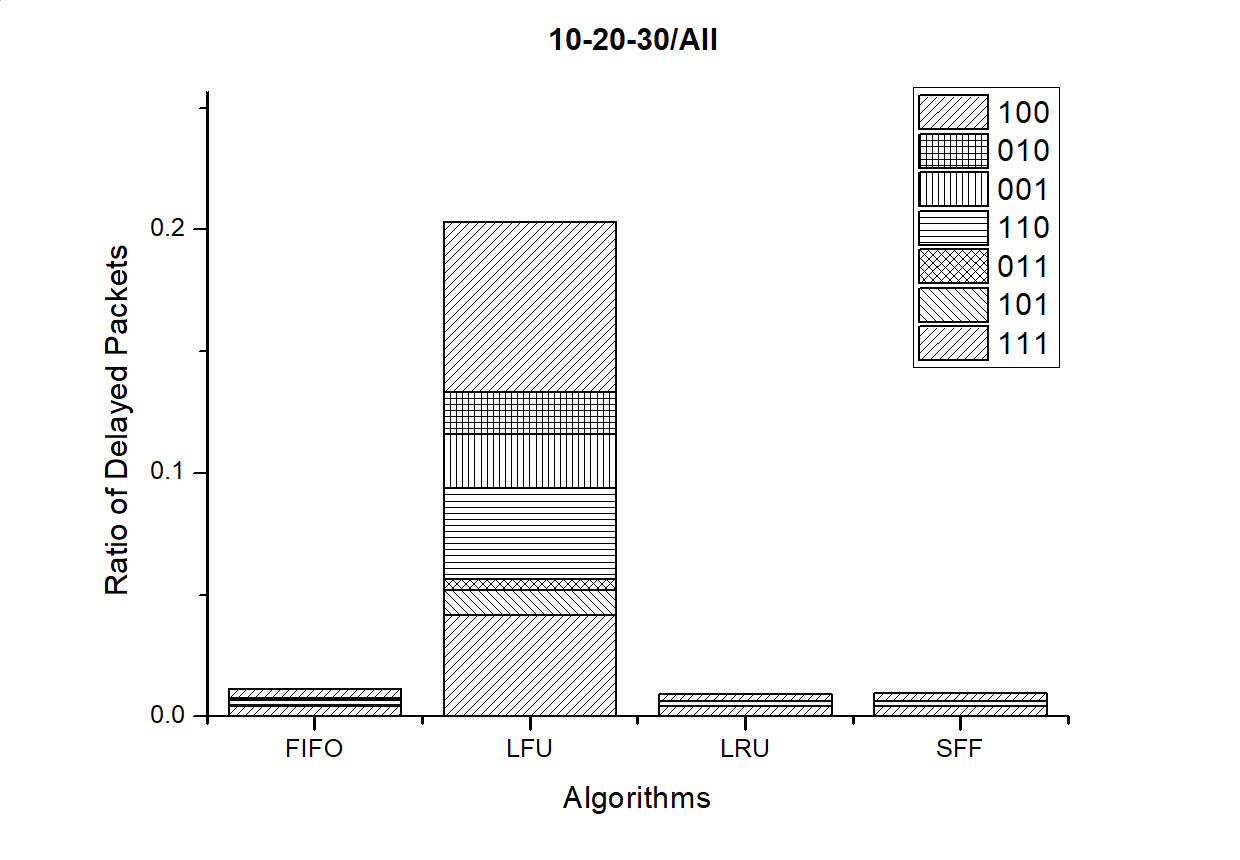 10-20-30/All
100
010
001
110
011
101
111
Ratio of Delayed Packets
0.2
0.1
0.0
FIFO
LFU
LRU
SFF
Algorithms